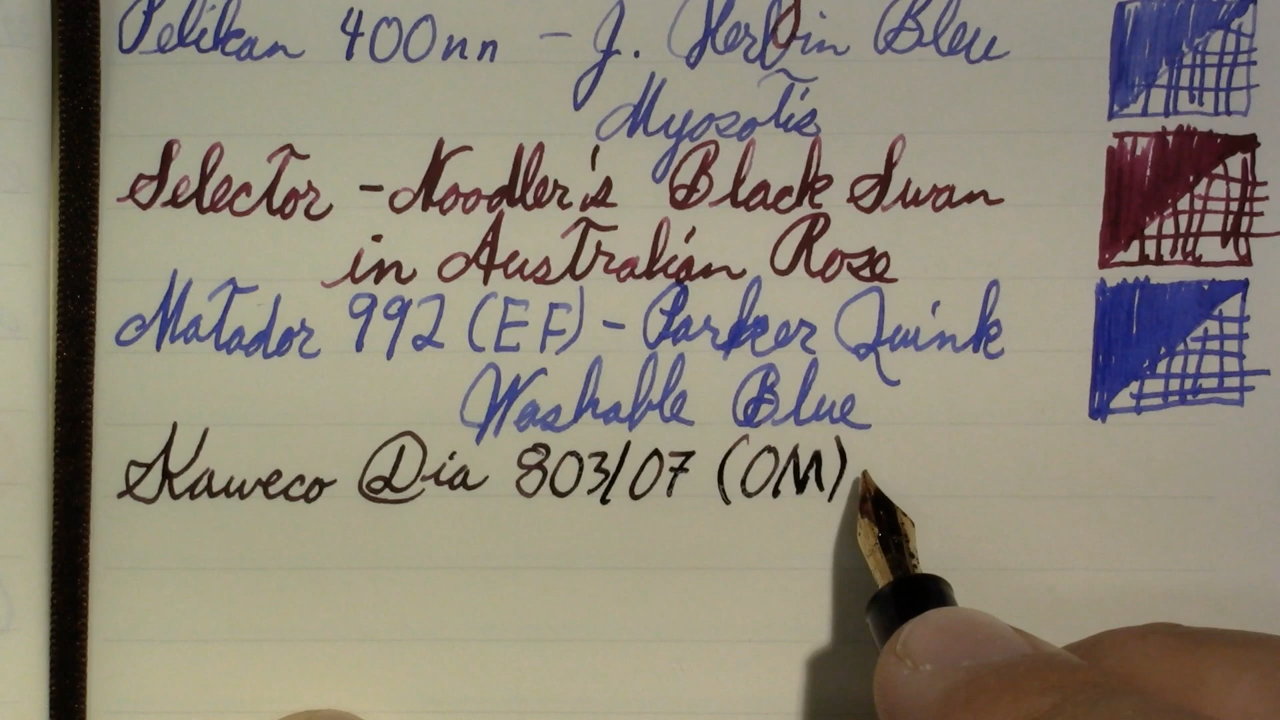 Pelikan 400nn - J. Herbin Bleu
Myosotis
Selector - Noodler's Black Swan
in Australian Rose
Matador 992 (EF) - Parker Quink
Washable Blue
Kaweco Dia 803/07 (OM)